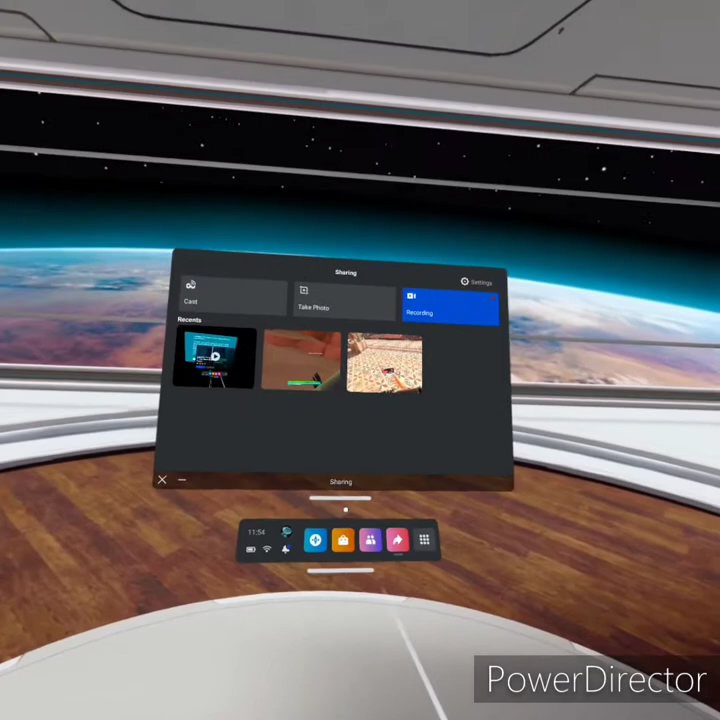 Sharing
Settings
Cast
Take Photo
Recording
Recents
Sharing
11:54
PowerDirector